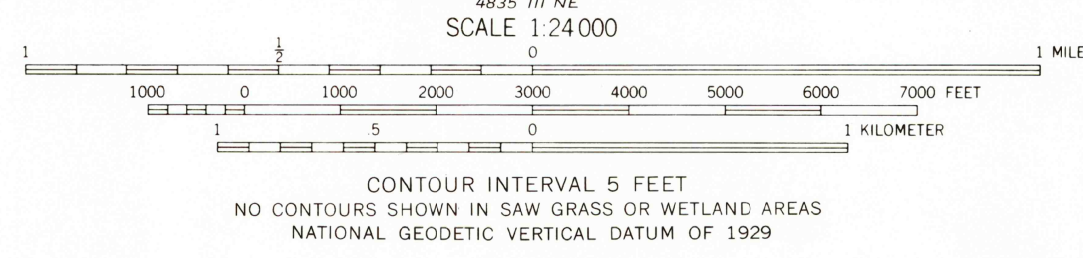 4835 III NE
SCALE 1:24 000
1 1/2 0 1 MILE
1000 0 1000 2000 3000 4000 5000 6000 7000 FEET
1 .5 0 1 KILOMETER
CONTOUR INTERVAL 5 FEET
NO CONTOURS SHOWN IN SAW GRASS OR WETLAND AREAS
NATIONAL GEODETIC VERTICAL DATUM OF 1929